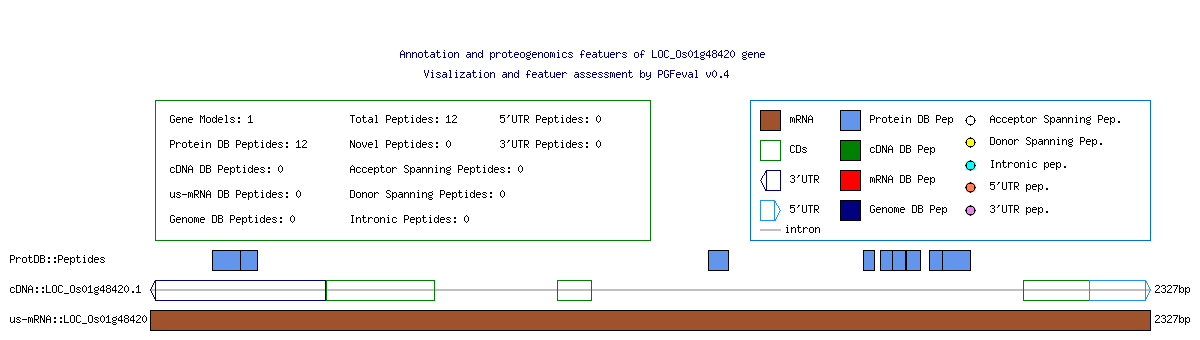 Annotation and proteogenomics featuers of LOC_Os01g48420 gene
Visalization and featuer assessment by PGFeval v0.4
Gene Models: 1 Total Peptides: 12 5'UTR Peptides: 0
Protein DB Peptides: 12 Novel Peptides: 0 3'UTR Peptides: 0
cDNA DB Peptides: 0 Acceptor Spanning Peptides: 0
us-mRNA DB Peptides: 0 Donor Spanning Peptides: 0
Genome DB Peptides: 0 Intronic Peptides: 0
mRNA Protein DB Pep Acceptor Spanning Pep.
CDs cDNA DB Pep Donor Spanning Pep.
3'UTR mRNA DB Pep Intronic pep.
5'UTR Genome DB Pep 5'UTR pep.
intron 3'UTR pep.
ProtDB::Peptides
cDNA::LOC_Os01g48420.1 2327bp
us-mRNA::LOC_Os01g48420 2327bp